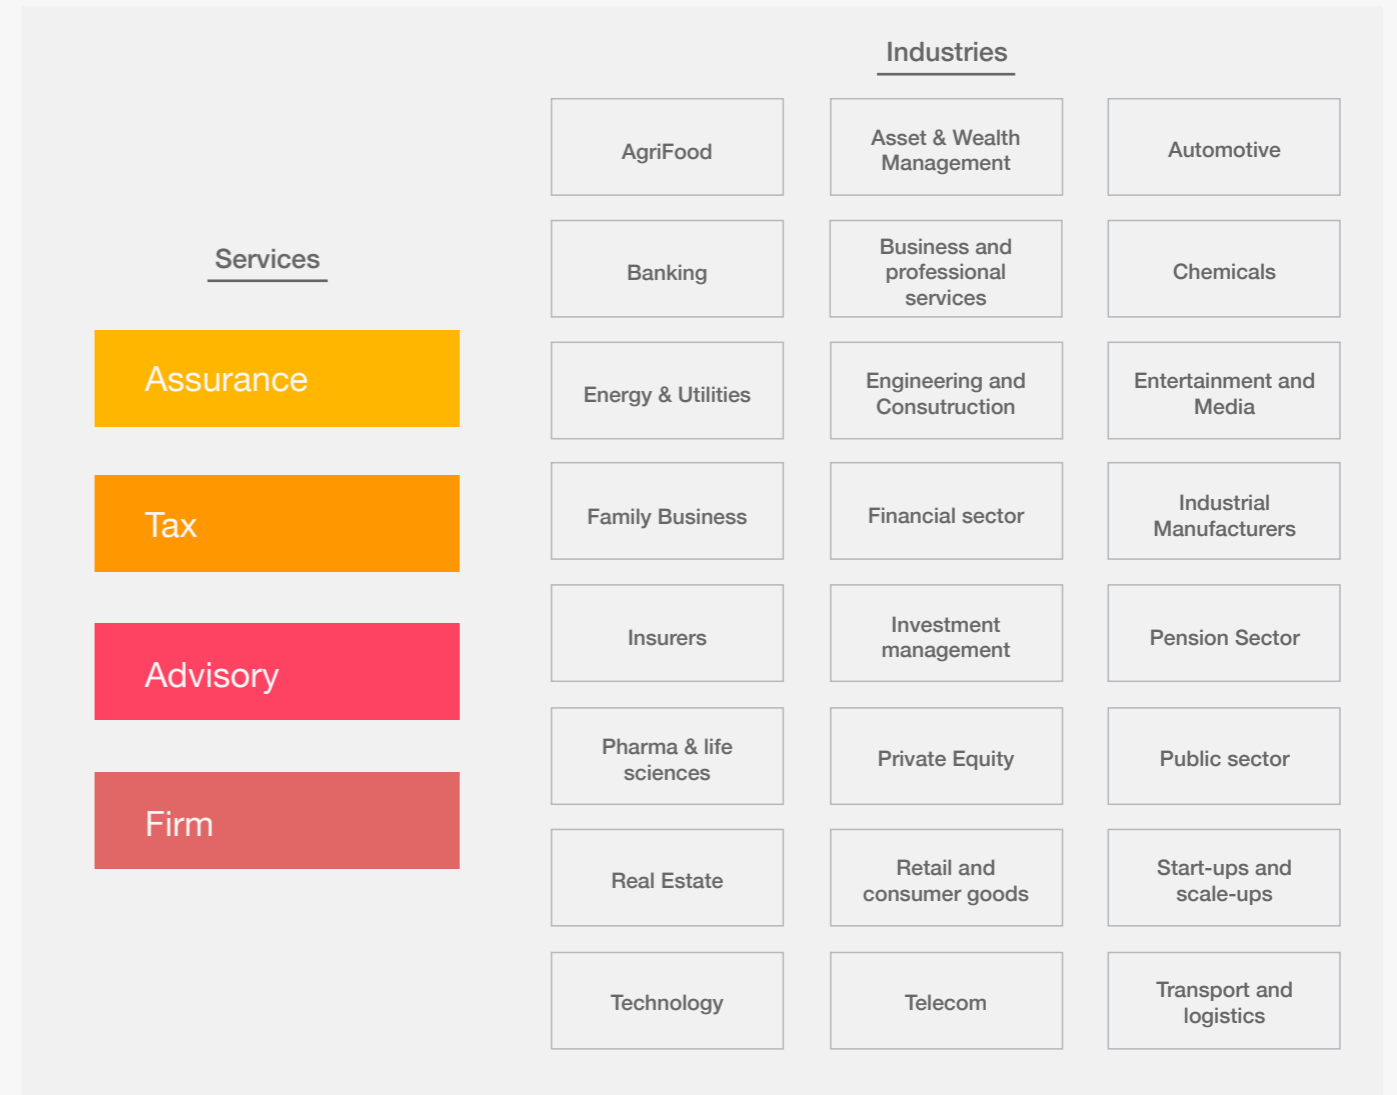 Industries
Services
Assurance
Tax
Advisory
Firm
AgriFood
Asset & Wealth
Management
Automotive
Banking
Business and
professional
services
Chemicals
Energy & Utilities
Engineering and
Consutruction
Entertainment and
Media
Family Business
Financial sector
Industrial
Manufacturers
Insurers
Investment
management
Pension Sector
Pharma & life
sciences
Private Equity
Public sector
Real Estate
Retail and
consumer goods
Start-ups and
scale-ups
Technology
Telecom
Transport and
logistics